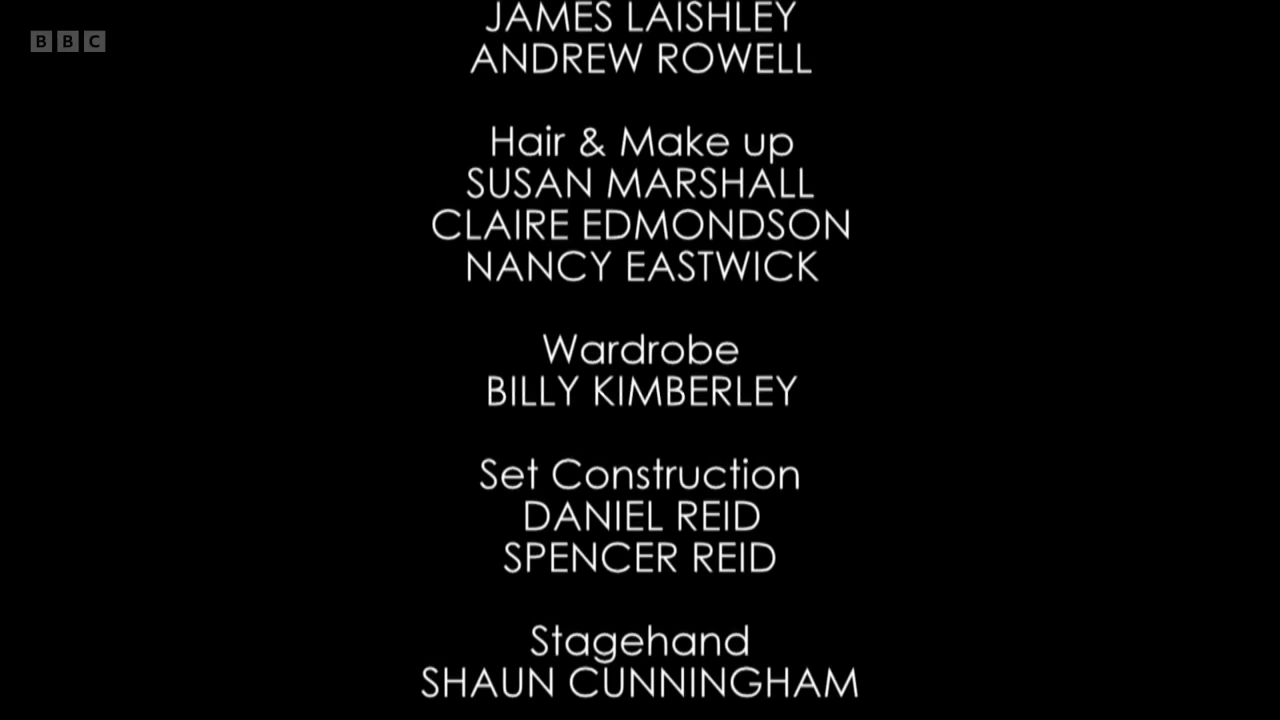 BBC
JAMES LAISHLEY
ANDREW ROWELL
Hair & Make up
SUSAN MARSHALL
CLAIRE EDMONDSON
NANCY EASTWICK
Wardrobe
BILLY KIMBERLEY
Set Construction
DANIEL REID
SPENCER REID
Stagehand
SHAUN CUNNINGHAM